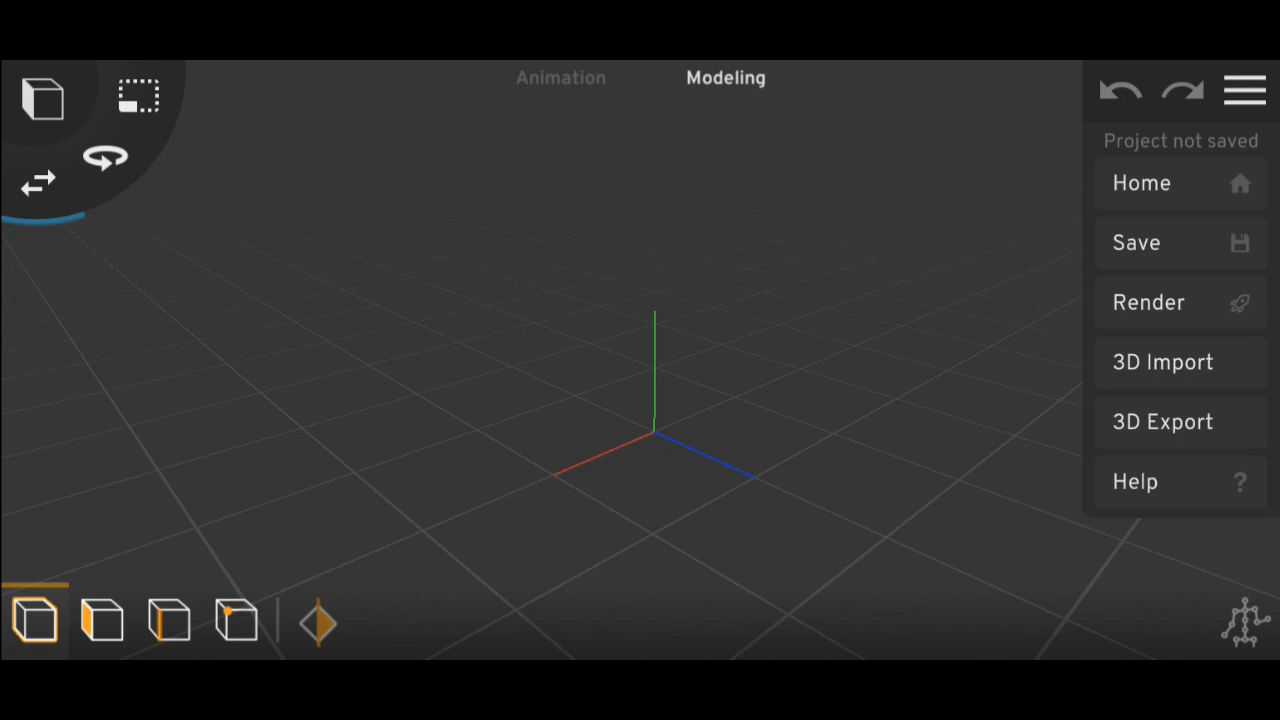 Animation Modeling
Project not saved
Home
Save
Render
3D Import
3D Export
Help